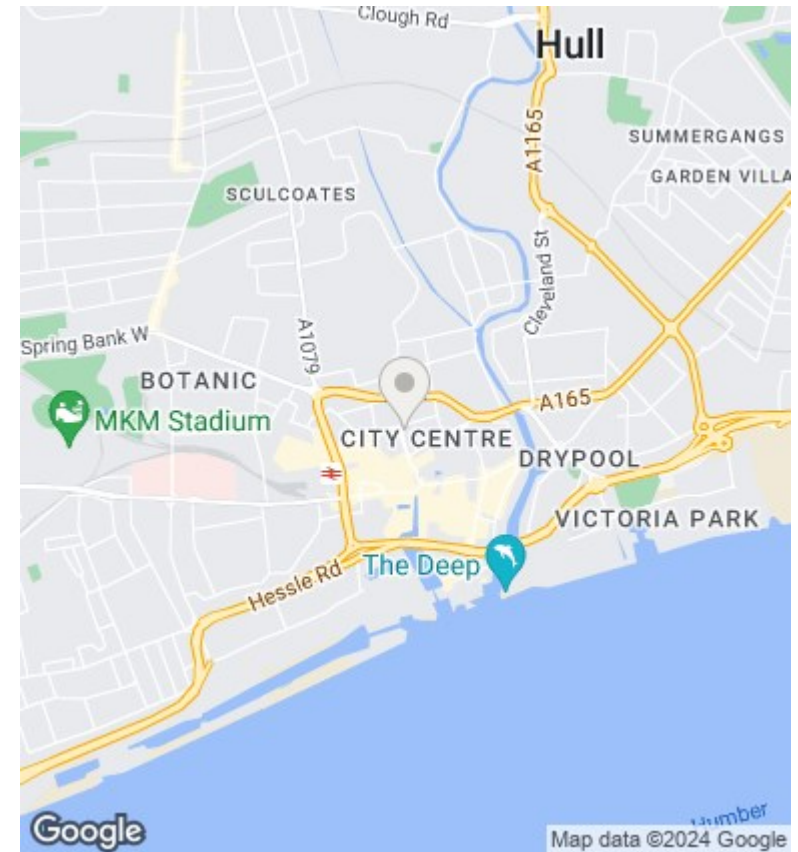 Clough Rd
Hull
A1165
SUMMERGANGS
GARDEN VILLA
SCULCOATES
Cleveland St
A1079
Spring Bank W
BOTANIC
MKM Stadium
A165
CITY CENTRE
DRYPOOL
VICTORIA PARK
The Deep
Hessle Rd
Humber
Google
Map data ©2024 Google